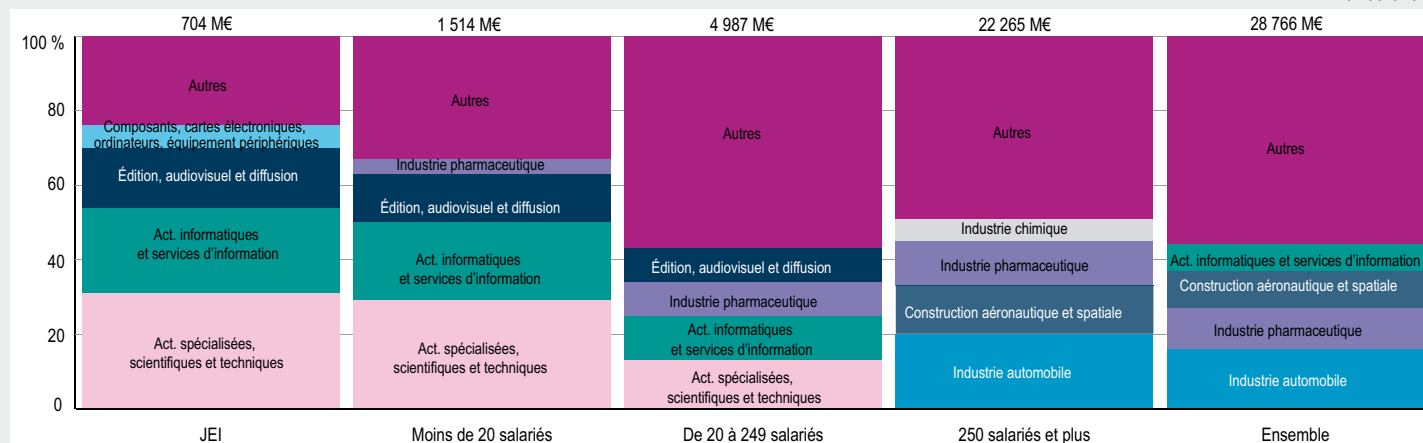 704 M€ 1 514 M€ 4 987 M€ 22 265 M€ 28 766 M€
100 %
80
60
40
20
0
Autres
Composants, cartes électroniques,
ordinateurs, équipement périphériques
Édition, audiovisuel et diffusion
Act. informatiques
et services d'information
Act. spécialisées,
scientifiques et techniques
Autres
Industrie pharmaceutique
Édition, audiovisuel et diffusion
Act. informatiques
et services d'information
Act. spécialisées,
scientifiques et techniques
Autres
Édition, audiovisuel et diffusion
Industrie pharmaceutique
Act. informatiques
et services d'information
Act. spécialisées,
scientifiques et techniques
Autres
Industrie chimique
Industrie pharmaceutique
Construction aéronautique et spatiale
Industrie automobile
Autres
Act. informatiques et services d'information
Construction aéronautique et spatiale
Industrie pharmaceutique
Industrie automobile
JEI Moins de 20 salariés De 20 à 249 salariés 250 salariés et plus Ensemble